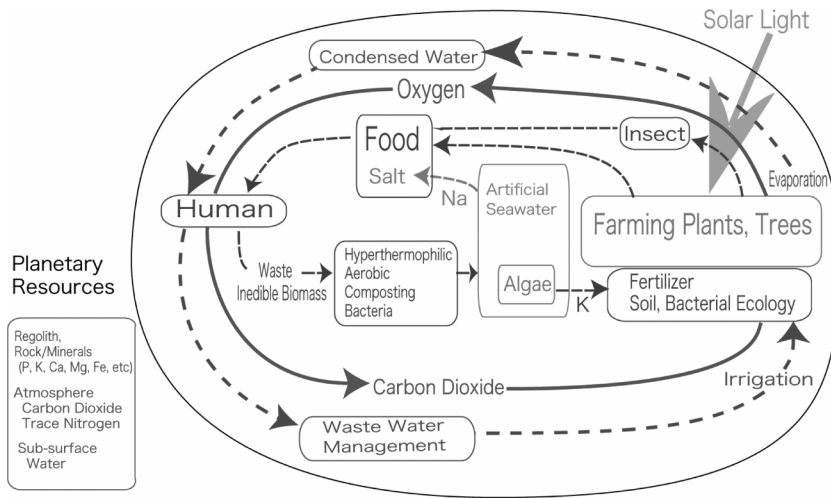 Solar Light
Condensed Water
Oxygen
Insect
Food
Salt
Na
Artificial
Seawater
Evaporation
Human
Farming Plants, Trees
Planetary
Resources
Waste
Inedible Biomass
Hyperthermophilic
Aerobic
Composting
Bacteria
Algae
K
Fertilizer
Soil, Bacterial Ecology
Regolith,
Rock/Minerals
(P, K, Ca, Mg, Fe, etc)
Atmosphere
Carbon Dioxide
Trace Nitrogen
Sub-surface
Water
Carbon Dioxide
Irrigation
Waste Water
Management